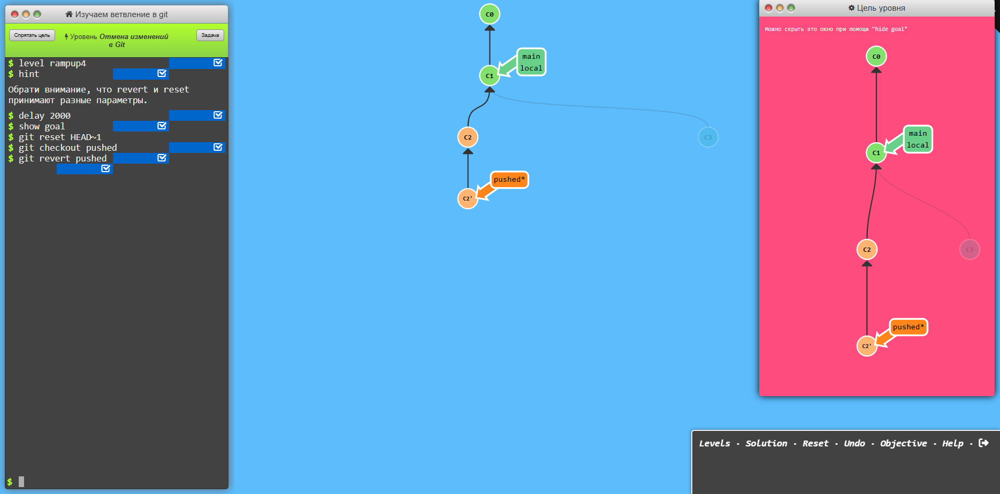 Изучаем ветвление в git
Спрятать цель
Уровень Отмена изменений
в Git
Задача
$ level rampup4
$ hint
Обрати внимание, что revert и reset
принимают разные параметры.
$ delay 2000
$ show goal
$ git reset HEAD~1
$ git checkout pushed
$ git revert pushed
$
C0
main
local
C1
C2
C3
pushed*
C2'
Цель уровня
Можно скрыть это окно при помощи "hide goal"
C0
main
local
C1
C2
C3
pushed*
C2'
Levels · Solution · Reset · Undo · Objective · Help ·